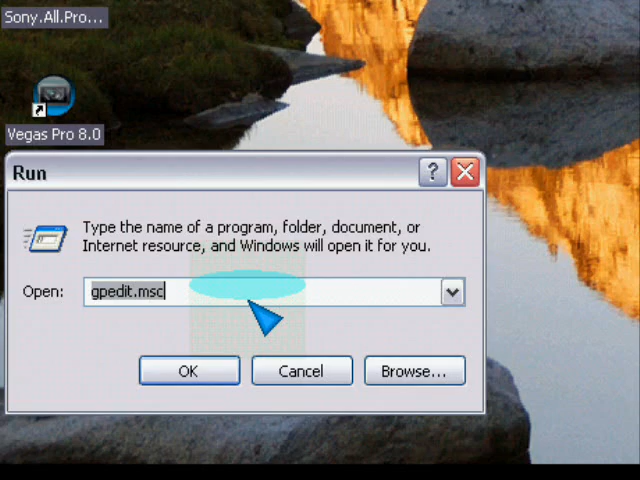 Sony.All.Pro...
Vegas Pro 8.0
Run
Type the name of a program, folder, document, or
Internet resource, and Windows will open it for you.
Open:
gpedit.msc
OK
Cancel
Browse...